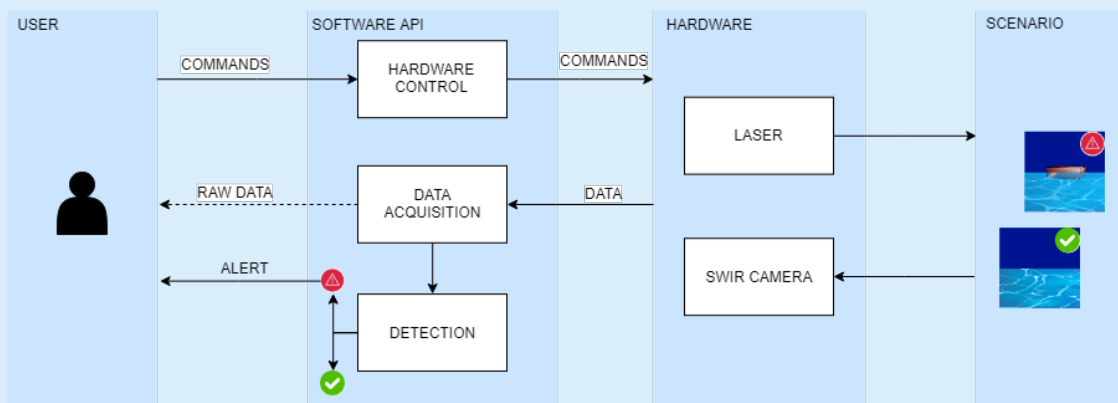 USER
SOFTWARE API
HARDWARE
SCENARIO
COMMANDS
HARDWARE
CONTROL
COMMANDS
LASER
RAW DATA
DATA
ACQUISITION
DATA
ALERT
SWIR CAMERA
DETECTION